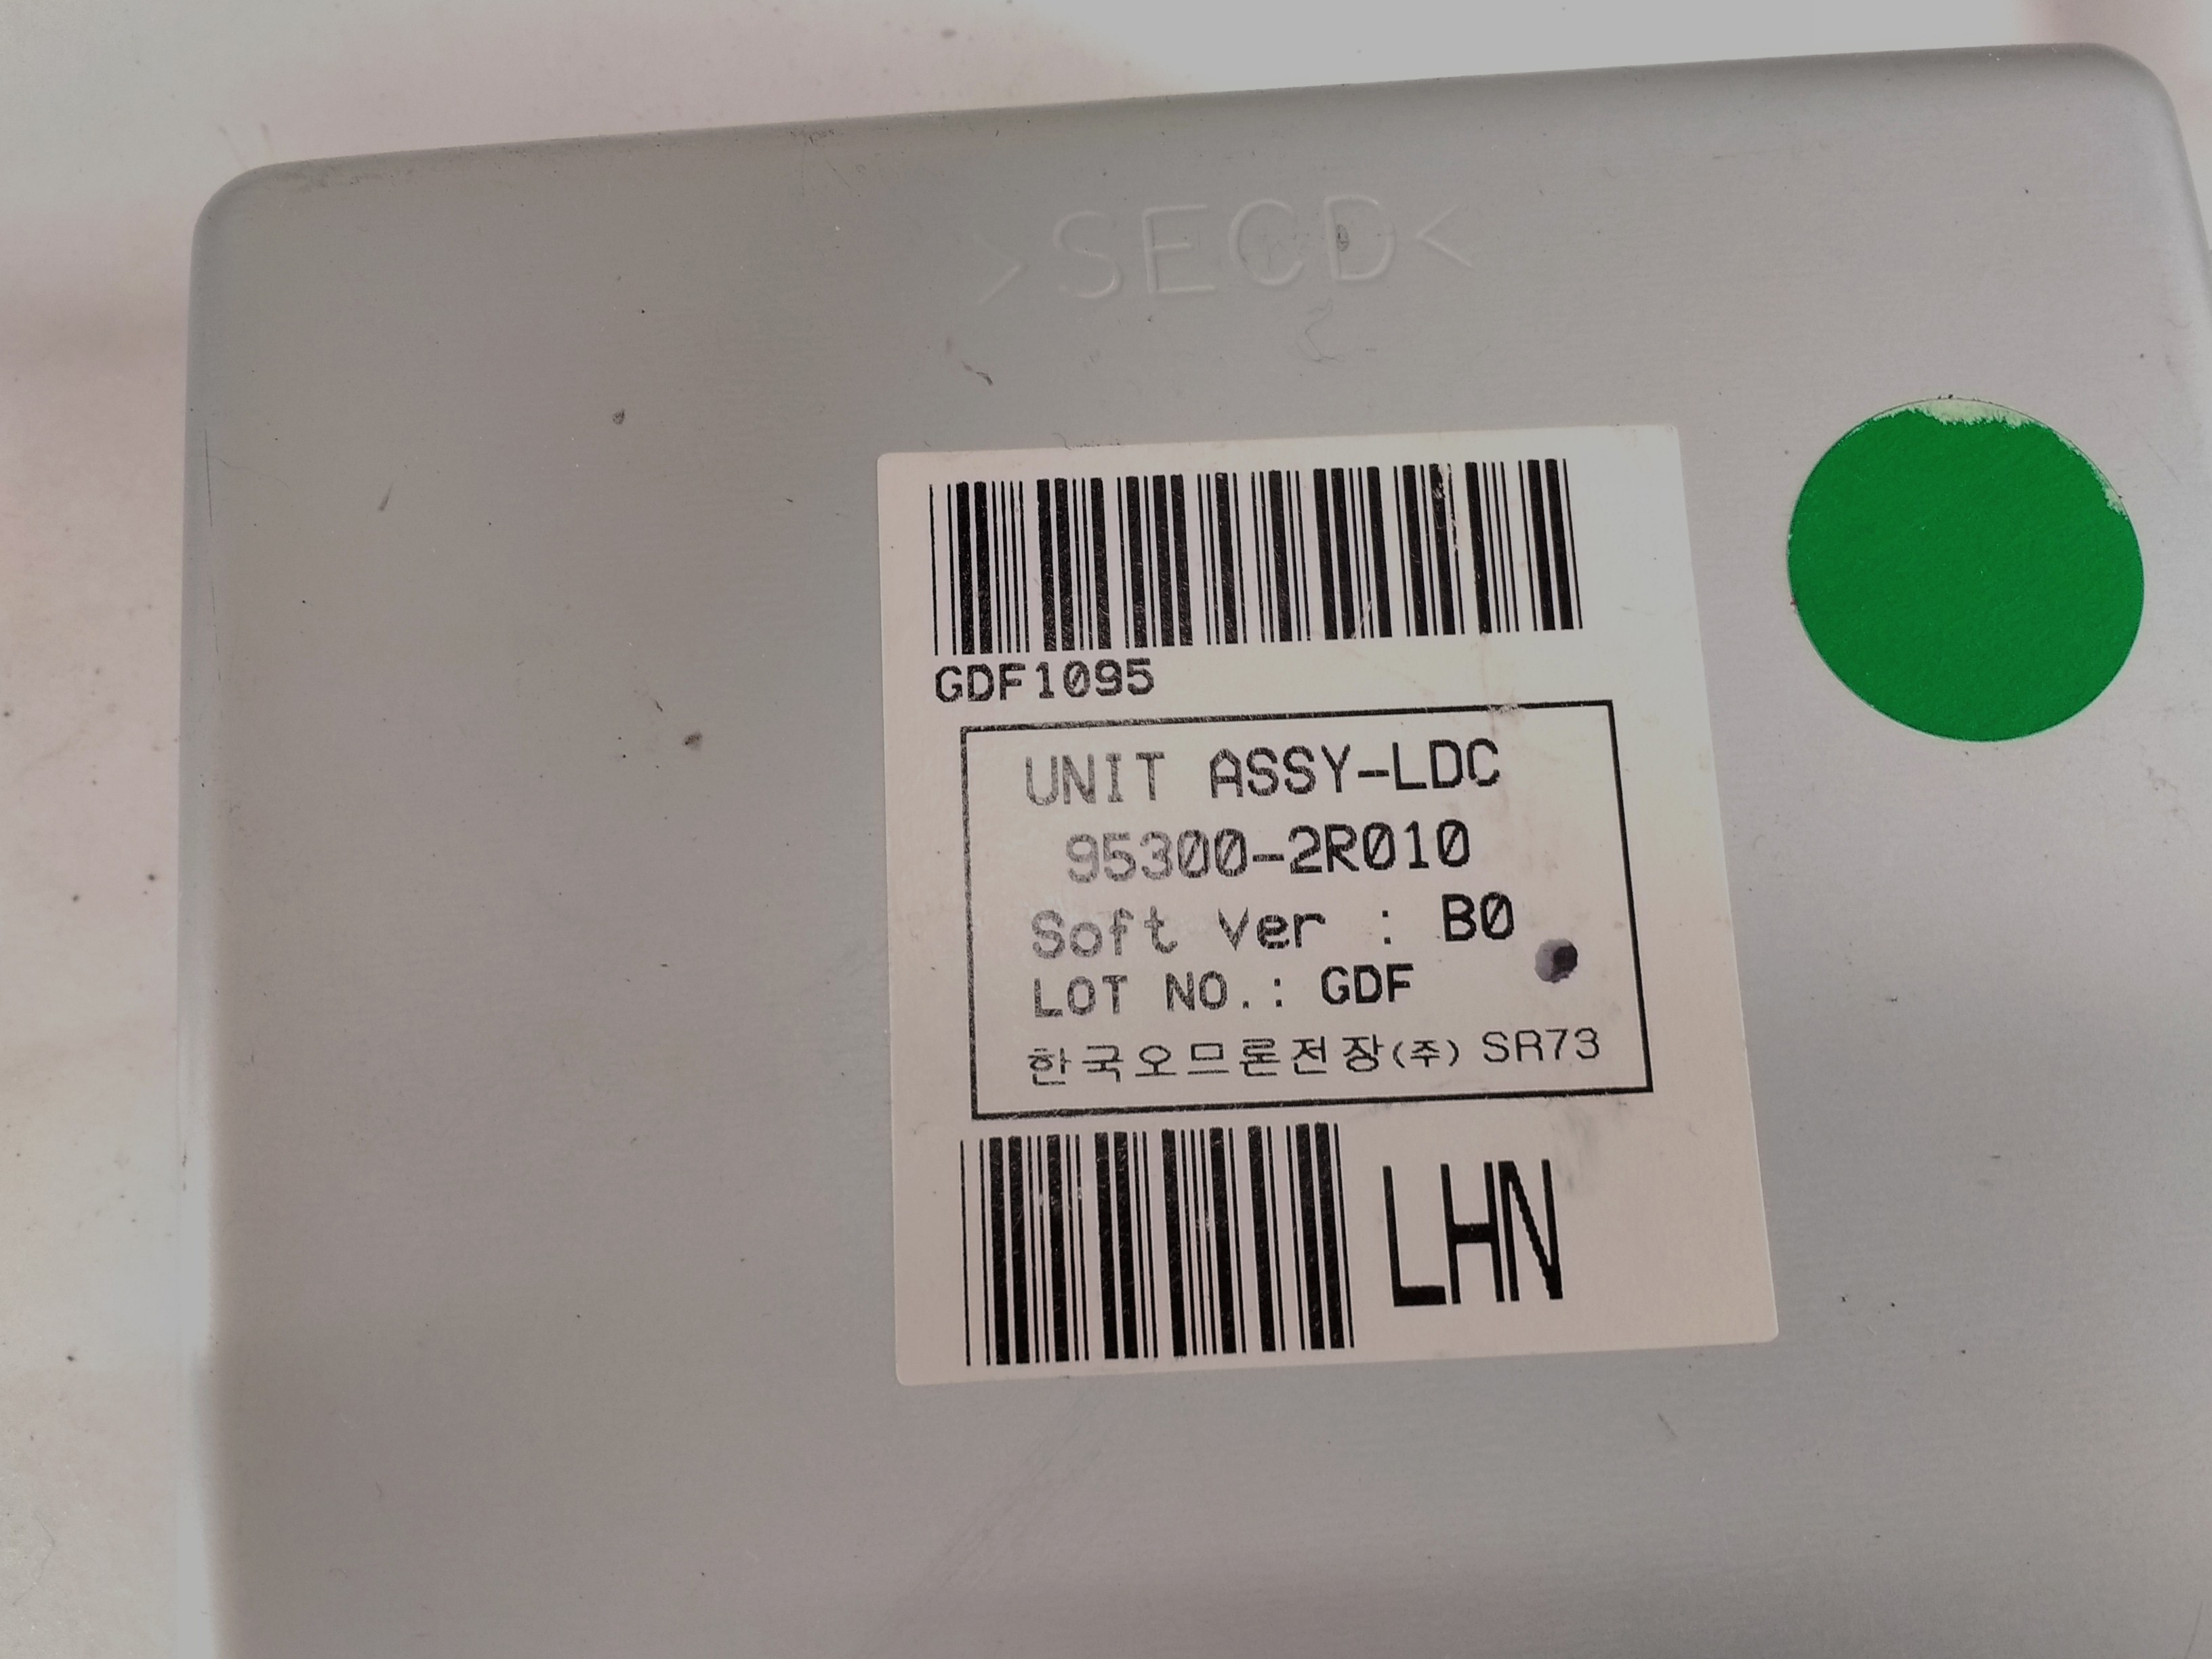 >SECD<
GDF1095
UNIT ASSY-LDC
95300-2R010
Soft Ver : B0
LOT NO.: GDF
한국오므론전장(주) SR73
LHN